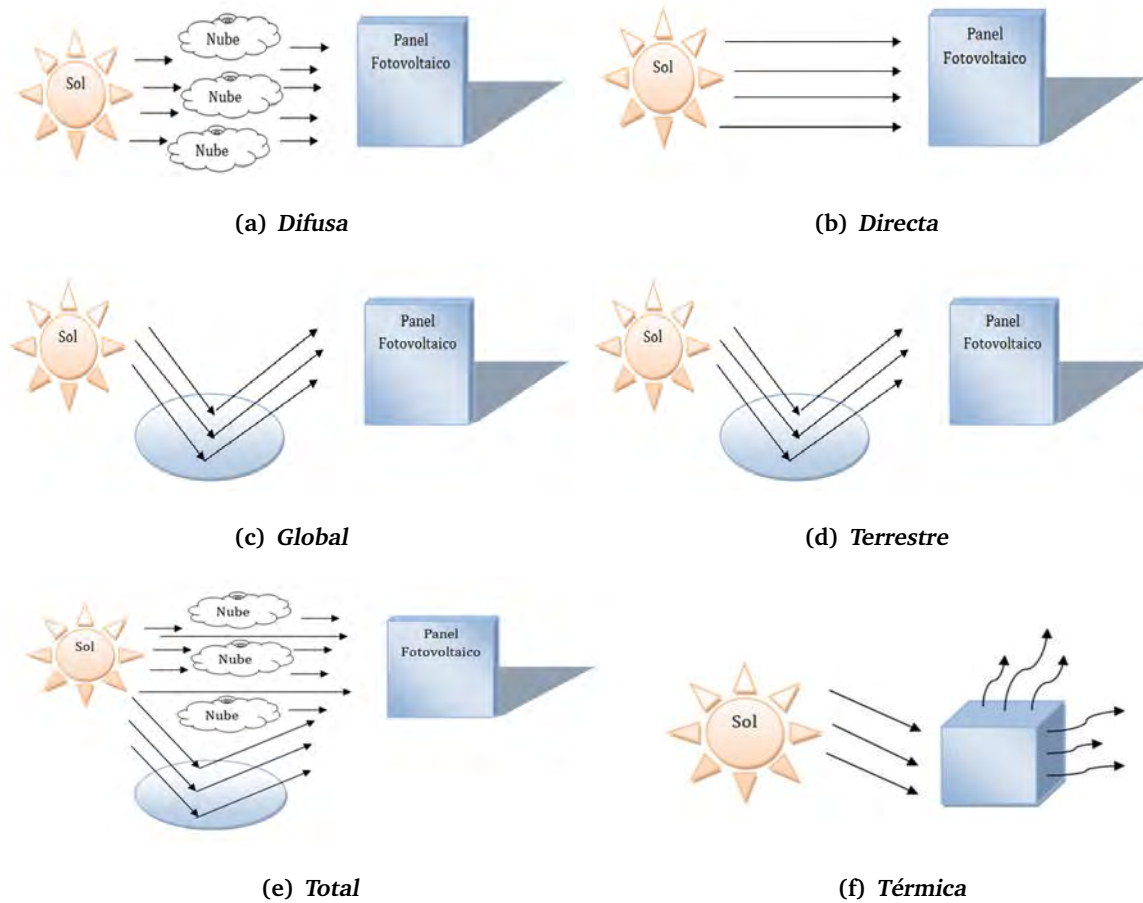 Sol
Nube
Nube
Nube
Panel
Fotovoltaico
Sol
Panel
Fotovoltaico
(a) Difusa
(b) Directa
Sol
Panel
Fotovoltaico
Sol
Panel
Fotovoltaico
(c) Global
(d) Terrestre
Sol
Nube
Nube
Nube
Panel
Fotovoltaico
Sol
(e) Total
(f) Térmica